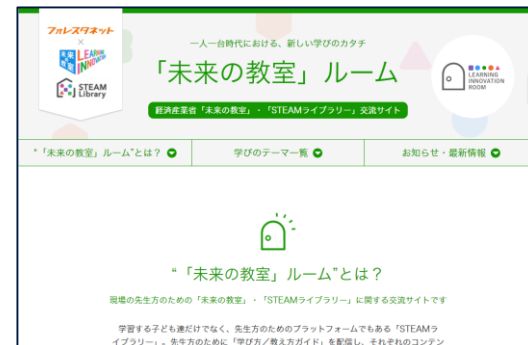 フォレスタネット
×
未来の教室
LEARNING
INNOVATION
STEAM
Library
一人一台時代における、新しい学びのカタチ
「未来の教室」ルーム
経済産業省「未来の教室」・「STEAMライブラリー」交流サイト
LEARNING
INNOVATION
ROOM
“「未来の教室」ルーム”とは？
学びのテーマ一覧
お知らせ・最新情報
“「未来の教室」ルーム”とは？
現場の先生方のための「未来の教室」・「STEAMライブラリー」に関する交流サイトです
学習する子ども達だけでなく、先生方のためのプラットフォームでもある「STEAMラ
イブラリー」。先生方のために「学び方／教え方ガイド」を配信し、それぞれのコンテン